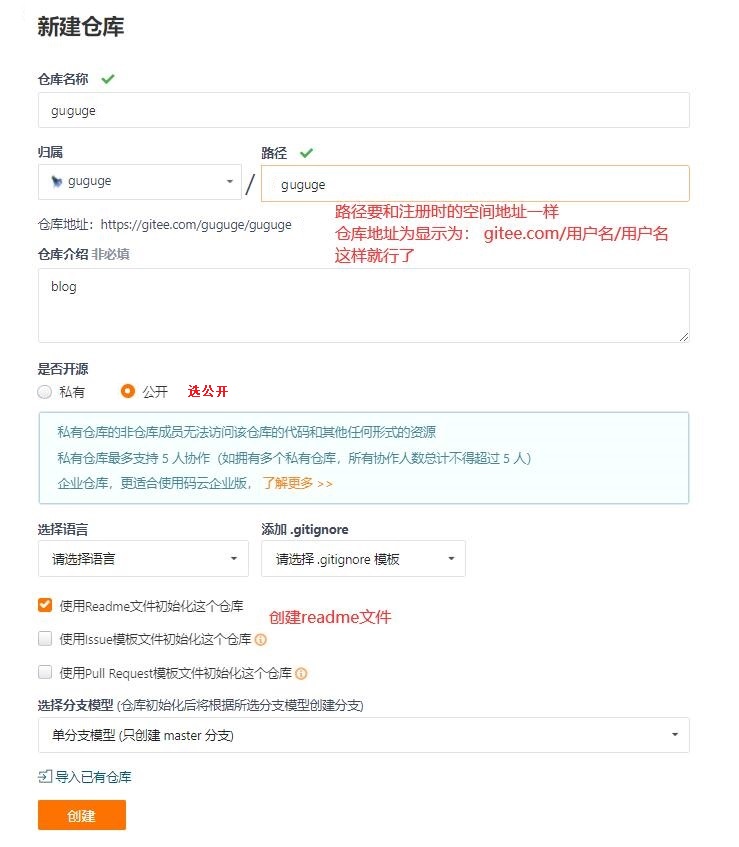 新建仓库
仓库名称
guguge
归属
路径
guguge
/
guguge
仓库地址：https://gitee.com/guguge/guguge
路径要和注册时的空间地址一样
仓库地址为显示为： gitee.com/用户名/用户名
这样就行了
仓库介绍 非必填
blog
是否开源
私有
公开
选公开
私有仓库的非仓库成员无法访问该仓库的代码和其他任何形式的资源
私有仓库最多支持 5 人协作（如拥有多个私有仓库，所有协作人数总计不得超过 5 人）
企业仓库，更适合使用码云企业版，了解更多 >>
选择语言
添加 .gitignore
请选择语言
请选择 .gitignore 模板
使用Readme文件初始化这个仓库
创建readme文件
使用Issue模板文件初始化这个仓库
使用Pull Request模板文件初始化这个仓库
选择分支模型 (仓库初始化后将根据所选分支模型创建分支)
单分支模型 (只创建 master 分支)
导入已有仓库
创建